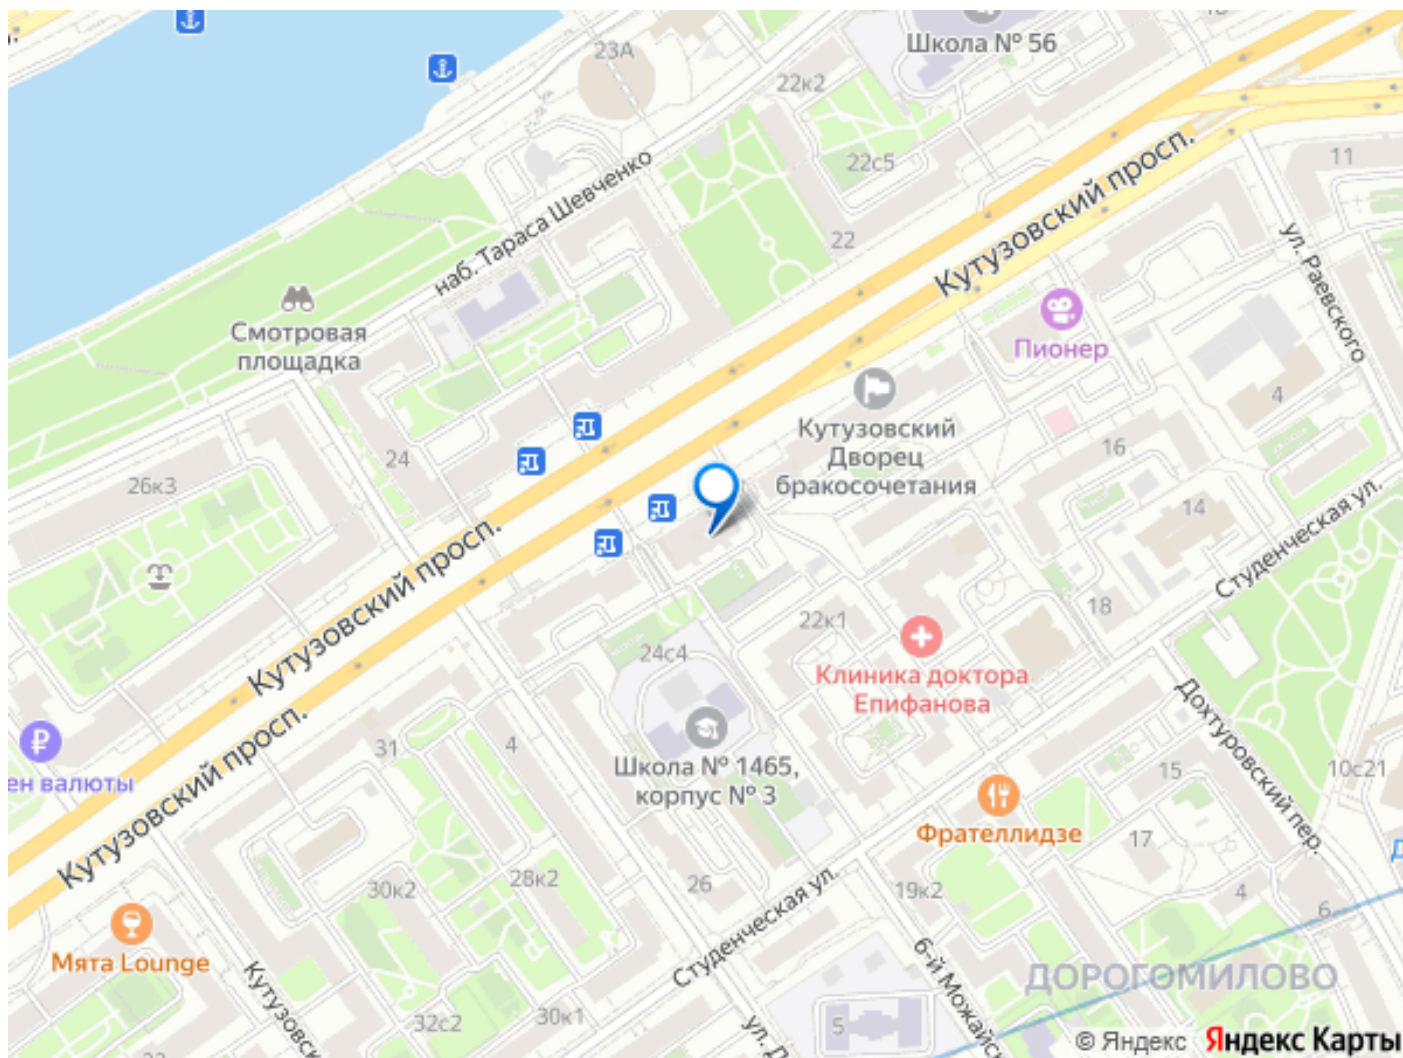 23А
Школа № 56
22к2
22с5
11
Кутузовский просп.
наб. Тараса Шевченко
22
ул. Раевского
Смотровая
площадка
Пионер
4
Кутузовский
Дворец
бракосочетания
16
24
26к3
14
Студенческая ул.
Кутузовский просп.
18
22к1
24с4
Клиника доктора
Епифанова
Дохтуровский пер.
31
4
ен валюты
Школа № 1465,
корпус № 3
15
10с21
Кутузовский просп.
Фрателлидзе
17
30к2
28к2
26
19к2
4
6
Студенческая ул.
Мята Lounge
Кутузовск
6-й Можайск
ДОРОГОМИЛОВО
32с2
30к1
5
ул. Д
© Яндекс Яндекс Карты